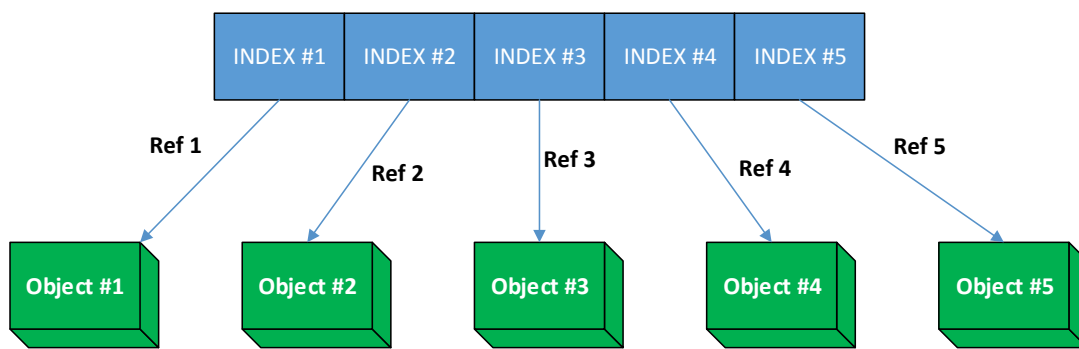 INDEX #1 INDEX #2 INDEX #3 INDEX #4 INDEX #5
Ref 1
Ref 2
Ref 3
Ref 4
Ref 5
Object #1 Object #2 Object #3 Object #4 Object #5